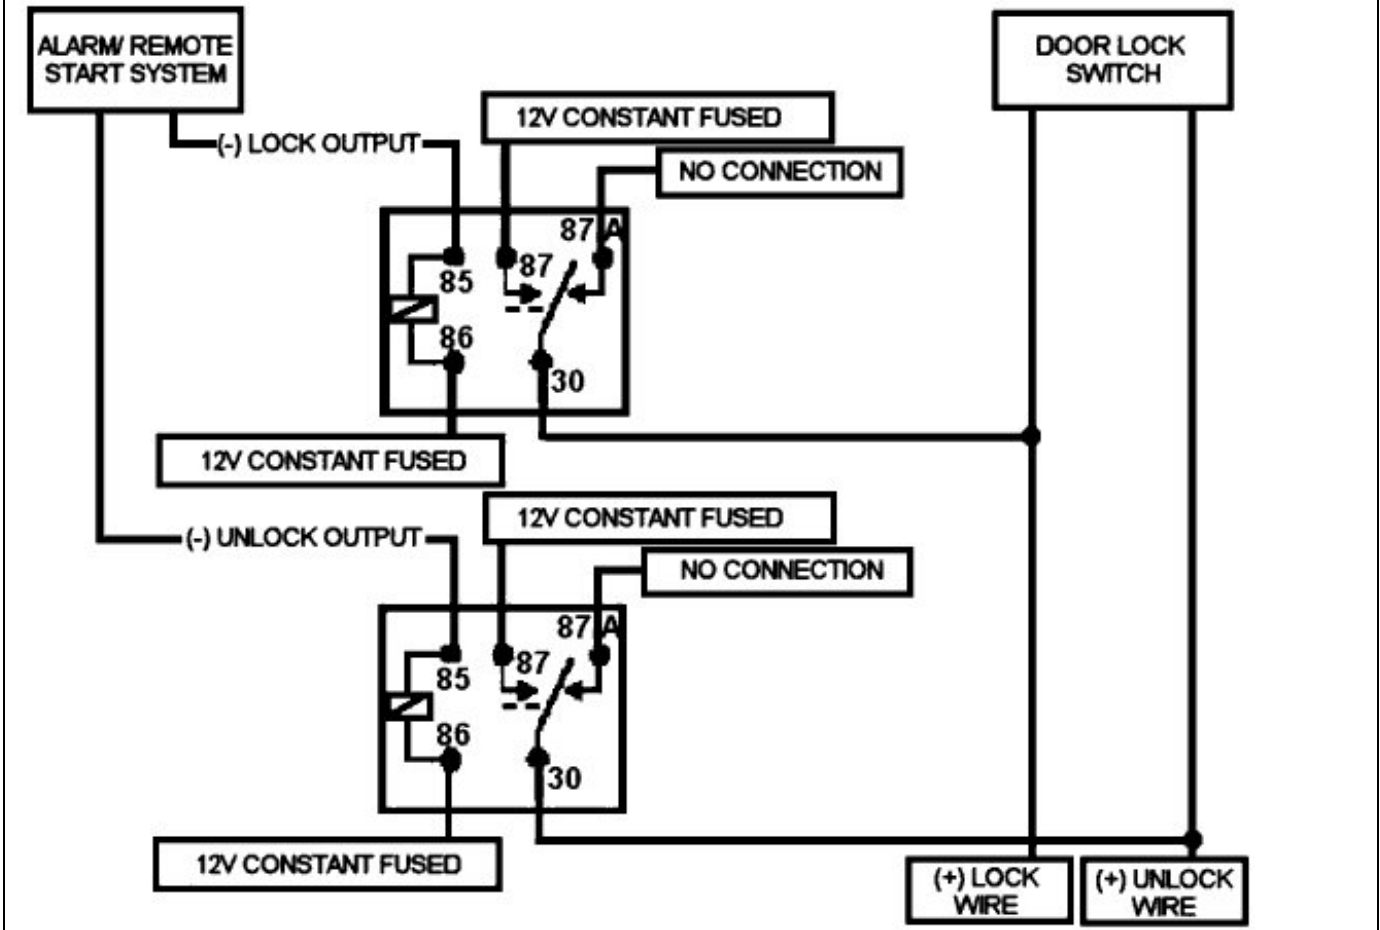 ALARM/ REMOTE
START SYSTEM
DOOR LOCK
SWITCH
12V CONSTANT FUSED
(-) LOCK OUTPUT
NO CONNECTION
87 A
87
85
86
30
12V CONSTANT FUSED
12V CONSTANT FUSED
(-) UNLOCK OUTPUT
NO CONNECTION
87 A
87
85
86
30
12V CONSTANT FUSED
(+) LOCK
WIRE
(+) UNLOCK
WIRE